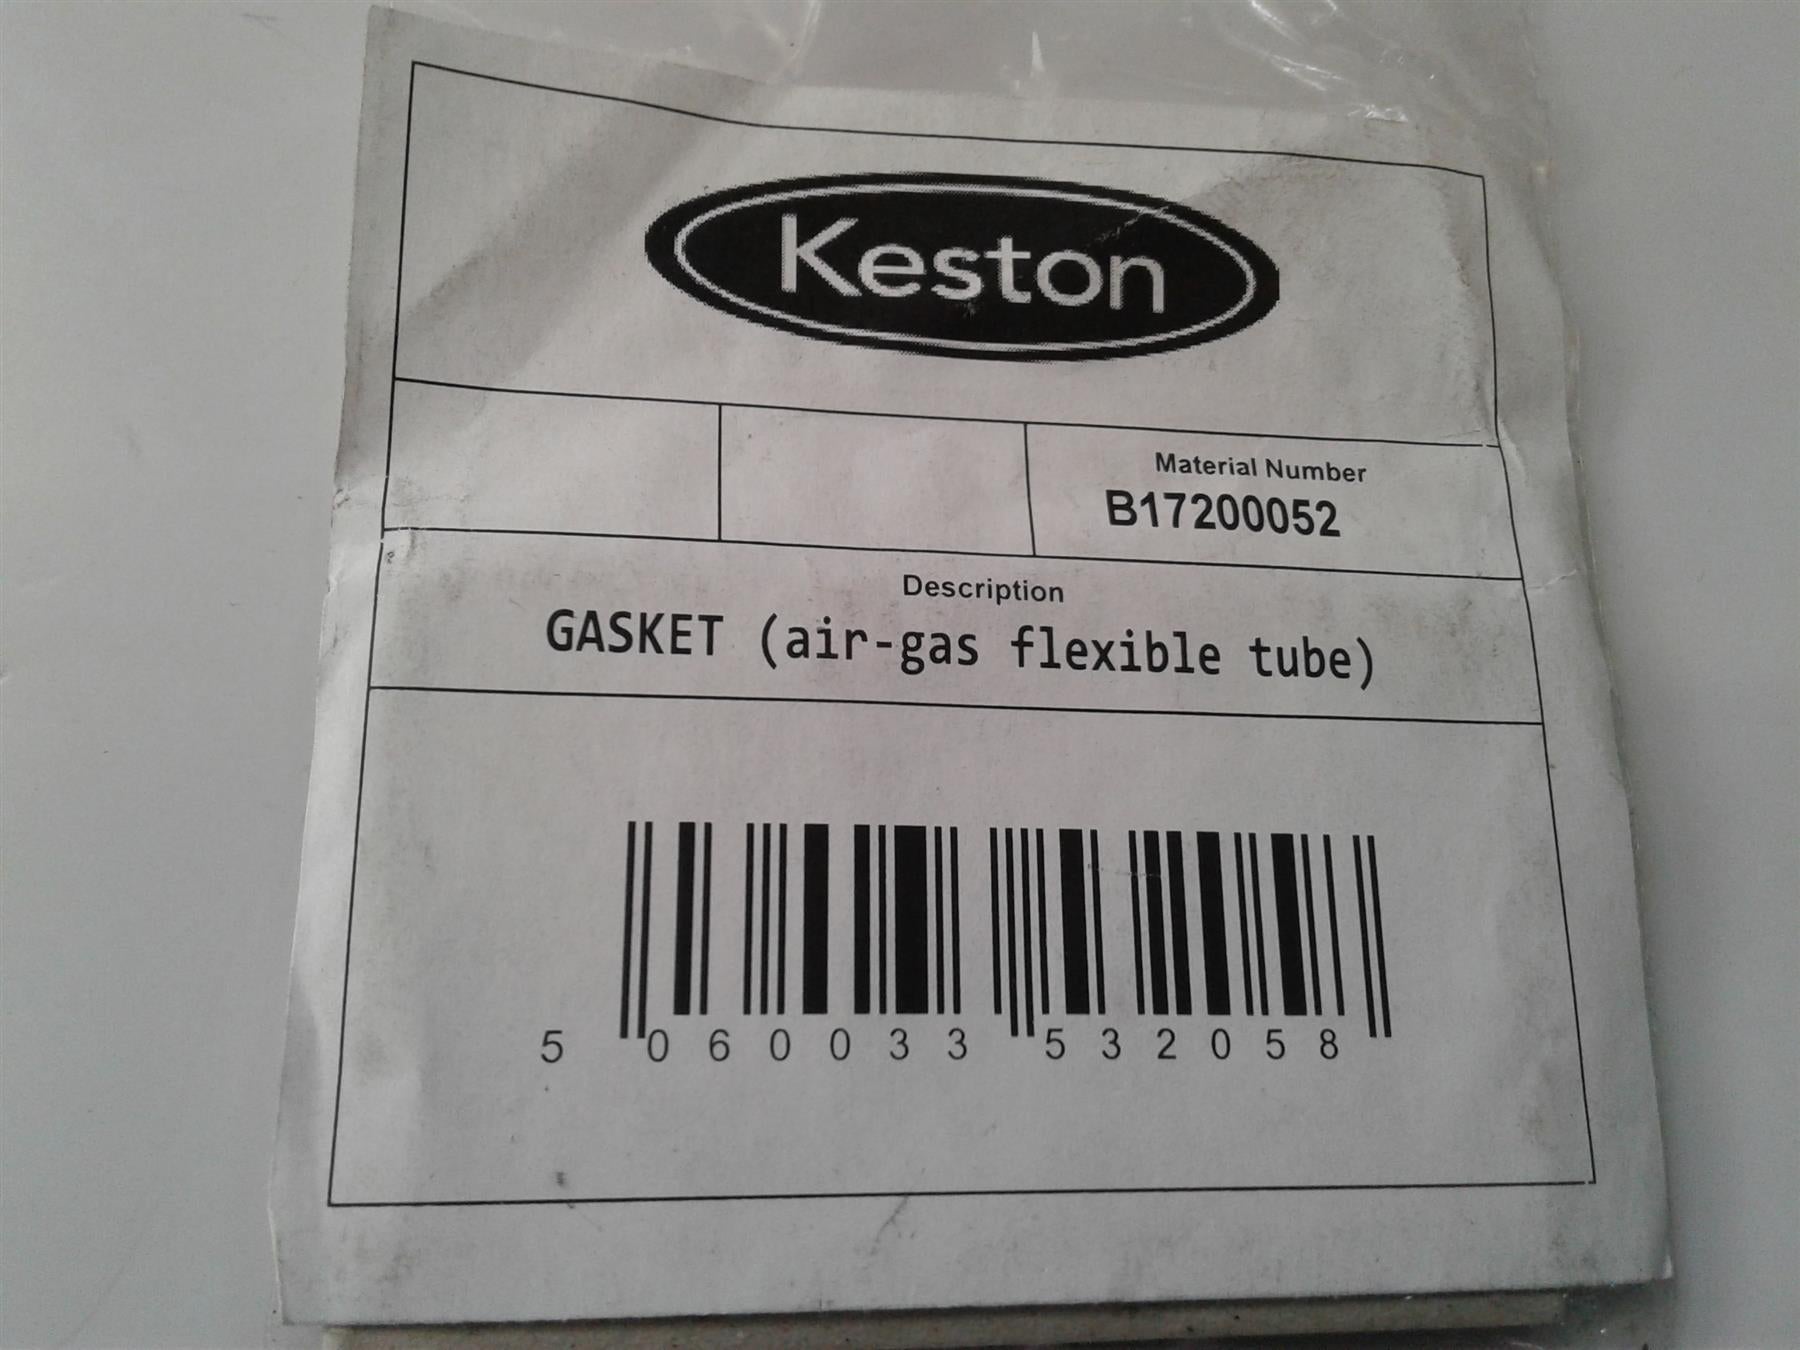 Keston
Material Number
B17200052
Description
GASKET (air-gas flexible tube)
5 060033 532058